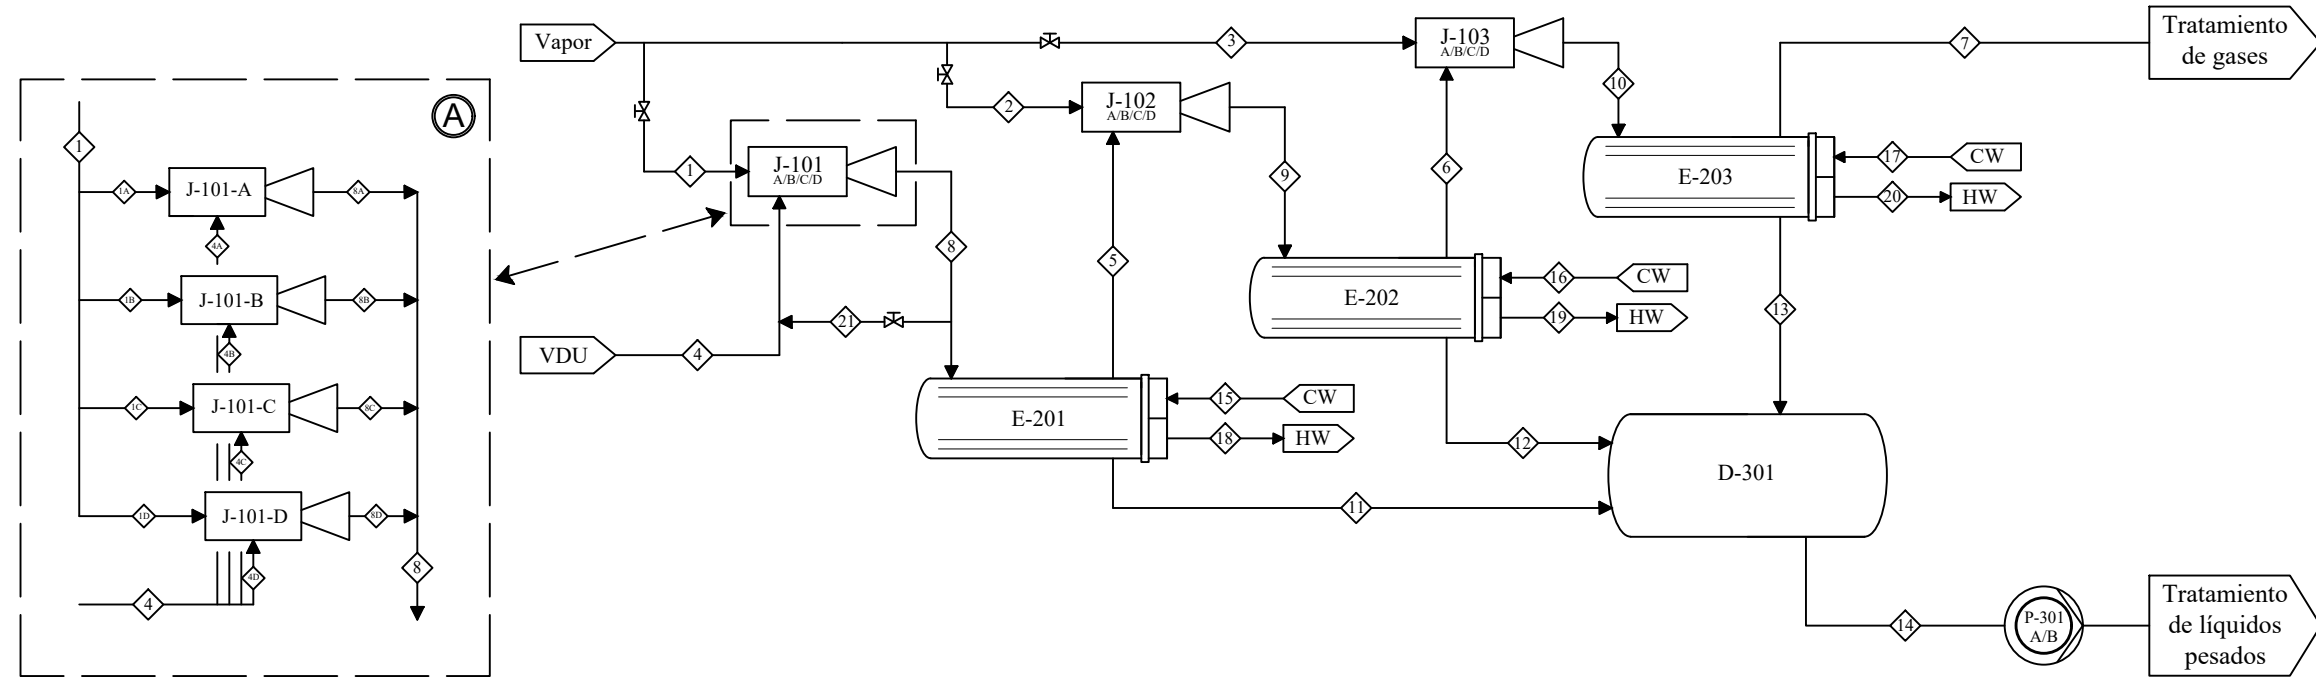 A
1
1A
J-101-A
8A
4A
1B
J-101-B
8B
4B
1C
J-101-C
8C
4C
1D
J-101-D
8D
4D
4
8
Vapor
3
J-103
A/B/C/D
10
7
Tratamiento
de gases
2
J-102
A/B/C/D
9
1
J-101
A/B/C/D
8
5
6
E-203
17
CW
20
HW
21
VDU
4
E-202
16
CW
19
HW
13
E-201
15
CW
18
HW
12
11
D-301
14
P-301
A/B
Tratamiento
de líquidos
pesados